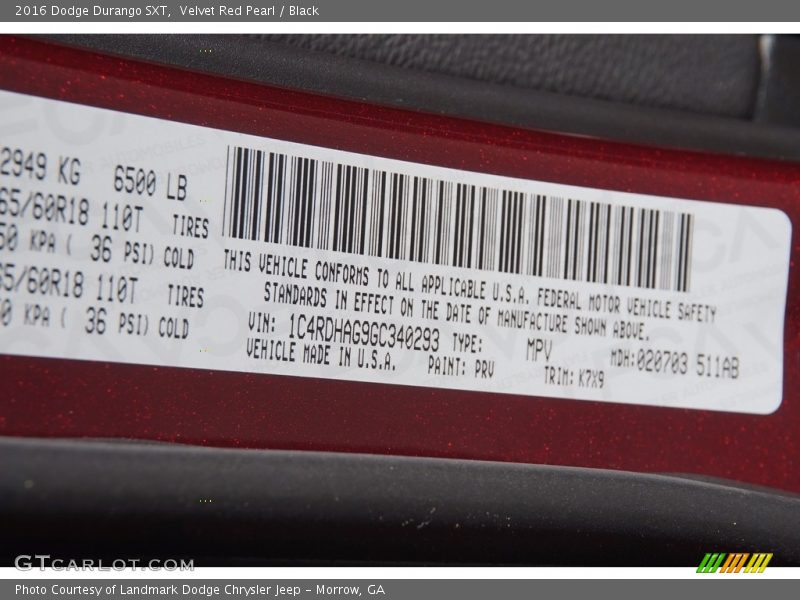 2016 Dodge Durango SXT,  Velvet Red Pearl / Black
2949 KG 6500 LB
65/60R18 110T TIRES
50 KPA ( 36 PSI) COLD
65/60R18 110T TIRES
50 KPA ( 36 PSI) COLD
THIS VEHICLE CONFORMS TO ALL APPLICABLE U.S.A. FEDERAL MOTOR VEHICLE SAFETY
STANDARDS IN EFFECT ON THE DATE OF MANUFACTURE SHOWN ABOVE.
VIN: 1C4RDHAG9GC340293 TYPE: MPV MDH:020703 511AB
VEHICLE MADE IN U.S.A. PAINT: PRV TRIM: K7X9
GTCARLOT.COM
Photo Courtesy of Landmark Dodge Chrysler Jeep – Morrow, GA